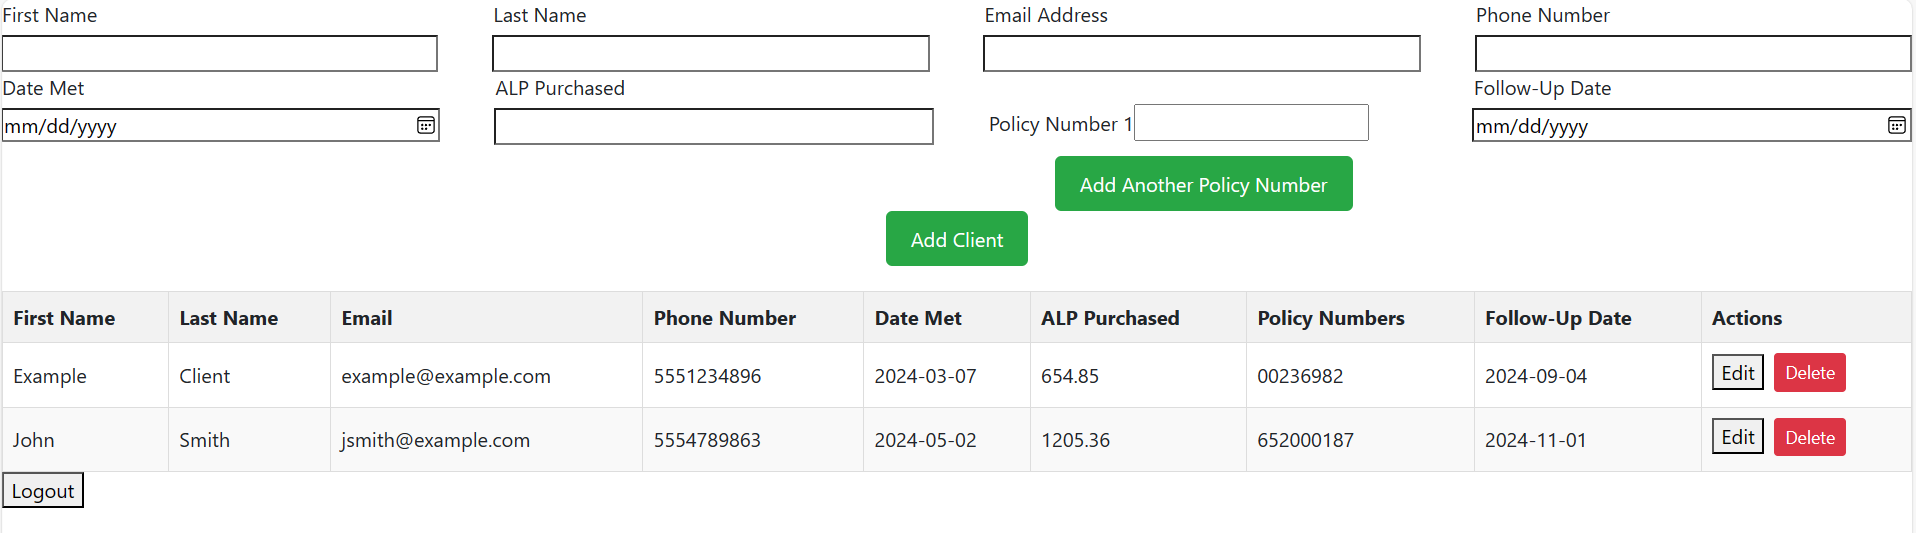 First Name Last Name Email Address Phone Number
Date Met ALP Purchased Follow-Up Date
mm/dd/yyyy Policy Number 1 mm/dd/yyyy
Add Another Policy Number
Add Client
First Name Last Name Email Phone Number Date Met ALP Purchased Policy Numbers Follow-Up Date Actions
Example Client example@example.com 5551234896 2024-03-07 654.85 00236982 2024-09-04 Edit Delete
John Smith jsmith@example.com 5554789863 2024-05-02 1205.36 652000187 2024-11-01 Edit Delete
Logout